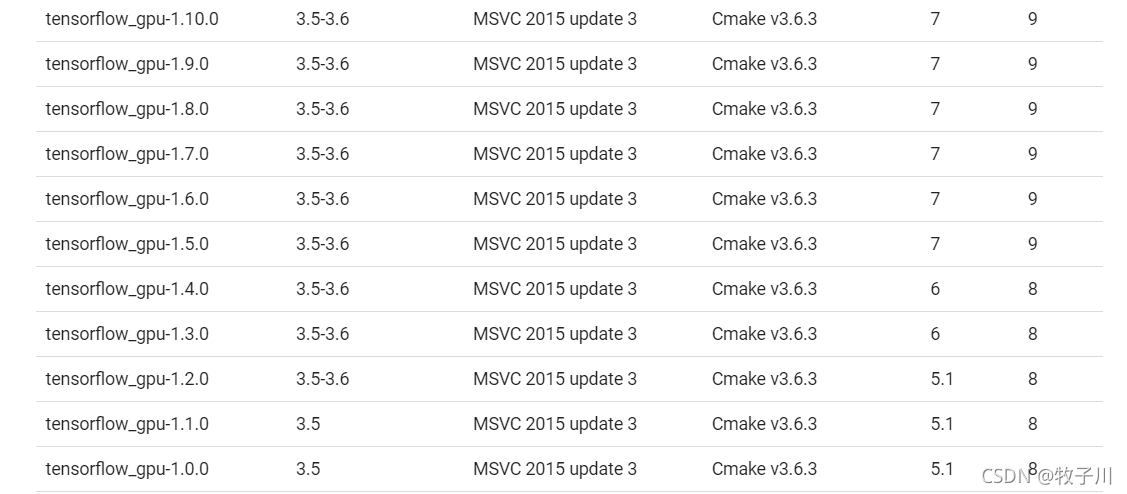 tensorflow_gpu-1.10.0 3.5-3.6 MSVC 2015 update 3 Cmake v3.6.3 7 9
tensorflow_gpu-1.9.0 3.5-3.6 MSVC 2015 update 3 Cmake v3.6.3 7 9
tensorflow_gpu-1.8.0 3.5-3.6 MSVC 2015 update 3 Cmake v3.6.3 7 9
tensorflow_gpu-1.7.0 3.5-3.6 MSVC 2015 update 3 Cmake v3.6.3 7 9
tensorflow_gpu-1.6.0 3.5-3.6 MSVC 2015 update 3 Cmake v3.6.3 7 9
tensorflow_gpu-1.5.0 3.5-3.6 MSVC 2015 update 3 Cmake v3.6.3 7 9
tensorflow_gpu-1.4.0 3.5-3.6 MSVC 2015 update 3 Cmake v3.6.3 6 8
tensorflow_gpu-1.3.0 3.5-3.6 MSVC 2015 update 3 Cmake v3.6.3 6 8
tensorflow_gpu-1.2.0 3.5-3.6 MSVC 2015 update 3 Cmake v3.6.3 5.1 8
tensorflow_gpu-1.1.0 3.5 MSVC 2015 update 3 Cmake v3.6.3 5.1 8
tensorflow_gpu-1.0.0 3.5 MSVC 2015 update 3 Cmake v3.6.3 5.1 8
CSDN @牧子川